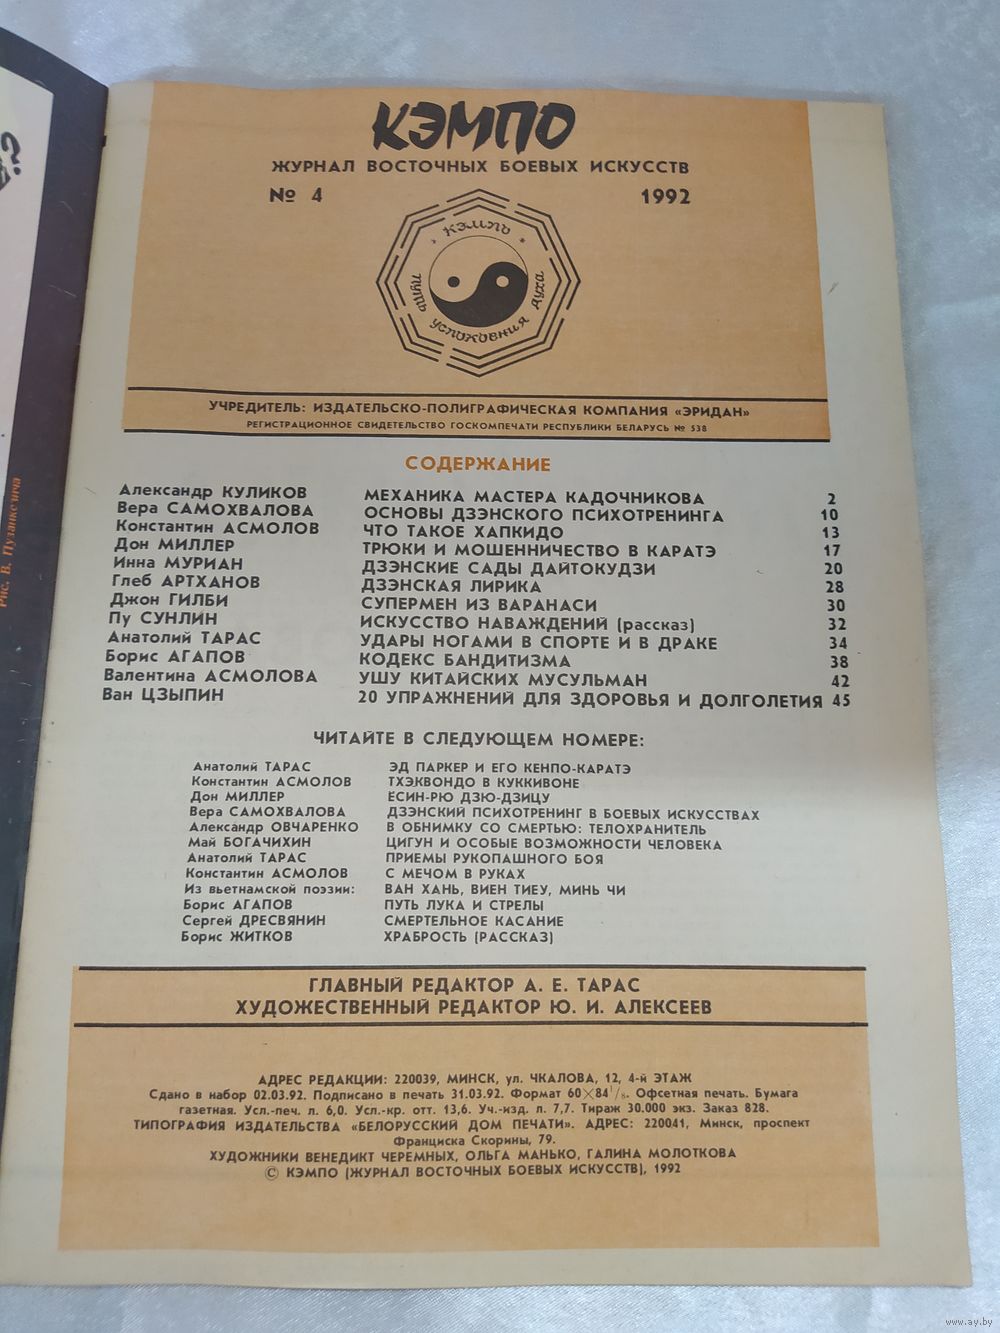 КЭМПО
ЖУРНАЛ ВОСТОЧНЫХ БОЕВЫХ ИСКУССТВ
№ 4 1992
КЭМПО
ПУТЬ УСПОКОЕНИЯ ДУХА
УЧРЕДИТЕЛЬ: ИЗДАТЕЛЬСКО-ПОЛИГРАФИЧЕСКАЯ КОМПАНИЯ «ЭРИДАН»
РЕГИСТРАЦИОННОЕ СВИДЕТЕЛЬСТВО ГОСКОМПЕЧАТИ РЕСПУБЛИКИ БЕЛАРУСЬ № 538
СОДЕРЖАНИЕ
Александр КУЛИКОВ МЕХАНИКА МАСТЕРА КАДОЧНИКОВА 2
Вера САМОХВАЛОВА ОСНОВЫ ДЗЭНСКОГО ПСИХОТРЕНИНГА 10
Константин АСМОЛОВ ЧТО ТАКОЕ ХАПКИДО 13
Дон МИЛЛЕР ТРЮКИ И МОШЕННИЧЕСТВО В КАРАТЭ 17
Инна МУРИАН ДЗЭНСКИЕ САДЫ ДАЙТОКУДЗИ 20
Глеб АРТХАНОВ ДЗЭНСКАЯ ЛИРИКА 28
Джон ГИЛБИ СУПЕРМЕН ИЗ ВАРАНАСИ 30
Пу СУНЛИН ИСКУССТВО НАВАЖДЕНИЙ (рассказ) 32
Анатолий ТАРАС УДАРЫ НОГАМИ В СПОРТЕ И В ДРАКЕ 34
Борис АГАПОВ КОДЕКС БАНДИТИЗМА 38
Валентина АСМОЛОВА УШУ КИТАЙСКИХ МУСУЛЬМАН 42
Ван ЦЗЫПИН 20 УПРАЖНЕНИЙ ДЛЯ ЗДОРОВЬЯ И ДОЛГОЛЕТИЯ 45
ЧИТАЙТЕ В СЛЕДУЮЩЕМ НОМЕРЕ:
Анатолий ТАРАС ЭД ПАРКЕР И ЕГО КЕНПО-КАРАТЭ
Константин АСМОЛОВ ТХЭКВОНДО В КУККИВОНЕ
Дон МИЛЛЕР ЁСИН-РЮ ДЗЮ-ДЗИЦУ
Вера САМОХВАЛОВА ДЗЭНСКИЙ ПСИХОТРЕНИНГ В БОЕВЫХ ИСКУССТВАХ
Александр ОВЧАРЕНКО В ОБНИМКУ СО СМЕРТЬЮ: ТЕЛОХРАНИТЕЛЬ
Май БОГАЧИХИН ЦИГУН И ОСОБЫЕ ВОЗМОЖНОСТИ ЧЕЛОВЕКА
Анатолий ТАРАС ПРИЕМЫ РУКОПАШНОГО БОЯ
Константин АСМОЛОВ С МЕЧОМ В РУКАХ
Из вьетнамской поэзии: ВАН ХАНЬ, ВИЕН ТИЕУ, МИНЬ ЧИ
Борис АГАПОВ ПУТЬ ЛУКА И СТРЕЛЫ
Сергей ДРЕСВЯНИН СМЕРТЕЛЬНОЕ КАСАНИЕ
Борис ЖИТКОВ ХРАБРОСТЬ (РАССКАЗ)
ГЛАВНЫЙ РЕДАКТОР А. Е. ТАРАС
ХУДОЖЕСТВЕННЫЙ РЕДАКТОР Ю. И. АЛЕКСЕЕВ
АДРЕС РЕДАКЦИИ: 220039, МИНСК, ул. ЧКАЛОВА, 12, 4-й ЭТАЖ
Сдано в набор 02.03.92. Подписано в печать 31.03.92. Формат 60×84¹/₈. Офсетная печать. Бумага
газетная. Усл.-печ. л. 6,0. Усл.-кр. отт. 13,6. Уч.-изд. л. 7,7. Тираж 30.000 экз. Заказ 828.
ТИПОГРАФИЯ ИЗДАТЕЛЬСТВА «БЕЛОРУССКИЙ ДОМ ПЕЧАТИ». АДРЕС: 220041, Минск, проспект
Франциска Скорины, 79.
ХУДОЖНИКИ ВЕНЕДИКТ ЧЕРЕМНЫХ, ОЛЬГА МАНЬКО, ГАЛИНА МОЛОТКОВА
© КЭМПО (ЖУРНАЛ ВОСТОЧНЫХ БОЕВЫХ ИСКУССТВ), 1992
Рис. В. Пузанкевича
www.ay.by